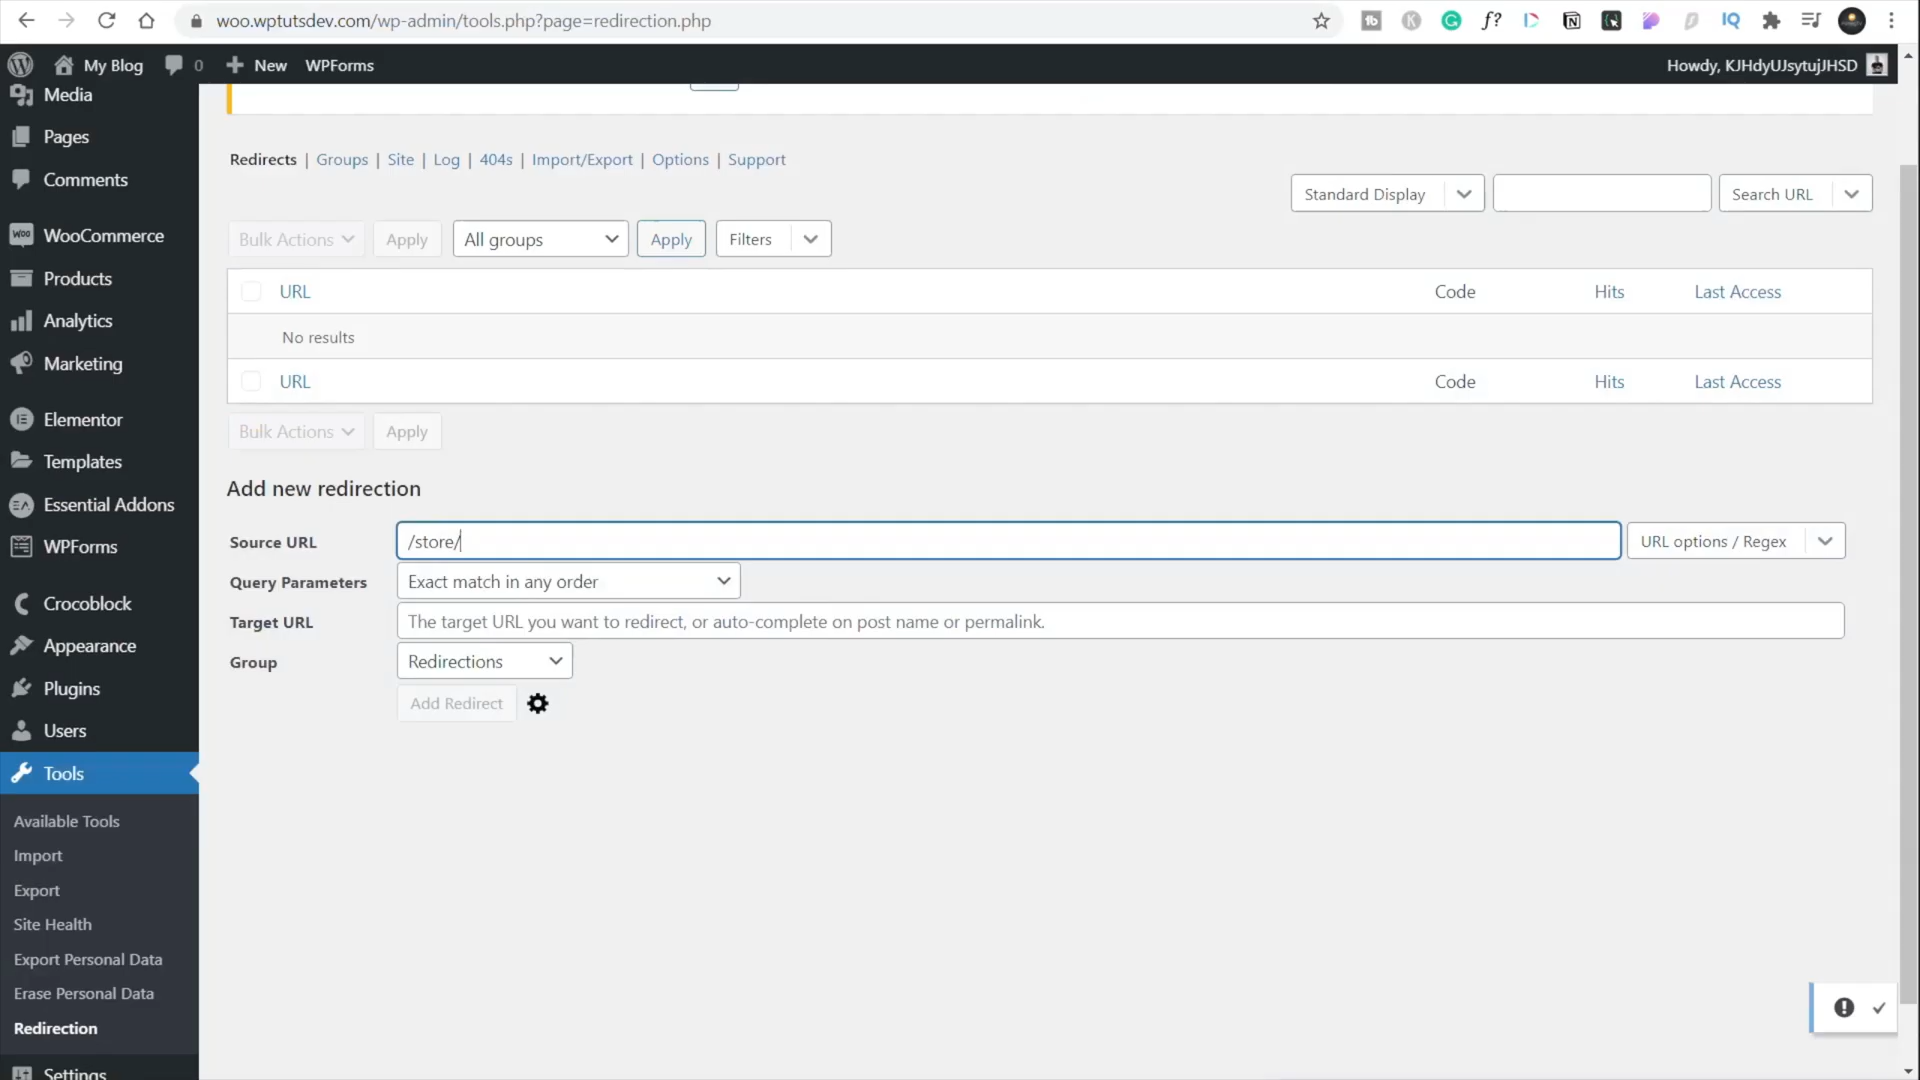 woo.wptutsdev.com/wp-admin/tools.php?page=redirection.php
My Blog 0 New WPForms Howdy, KJHdyUJsytujJHSD
Media
Pages
Comments
WooCommerce
Products
Analytics
Marketing
Elementor
Templates
Essential Addons
WPForms
Crocoblock
Appearance
Plugins
Users
Tools
Available Tools
Import
Export
Site Health
Export Personal Data
Erase Personal Data
Redirection
Settings
Redirects | Groups | Site | Log | 404s | Import/Export | Options | Support
Standard Display Search URL
Bulk Actions Apply All groups Apply Filters
URL Code Hits Last Access
No results
URL Code Hits Last Access
Bulk Actions Apply
Add new redirection
Source URL /store/ URL options / Regex
Query Parameters Exact match in any order
Target URL The target URL you want to redirect, or auto-complete on post name or permalink.
Group Redirections
Add Redirect